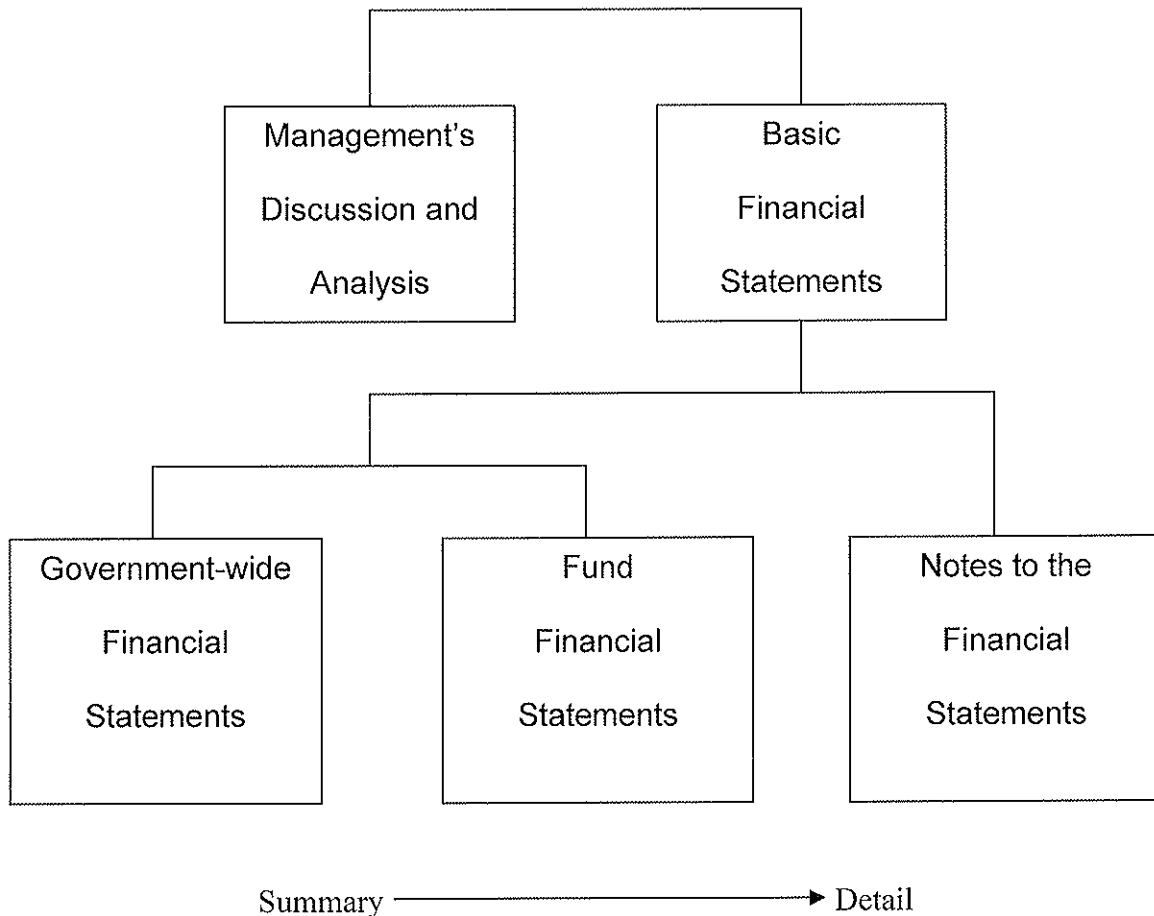 Management's
Discussion and
Analysis
Basic
Financial
Statements
Government-wide
Financial
Statements
Fund
Financial
Statements
Notes to the
Financial
Statements
Summary
Detail